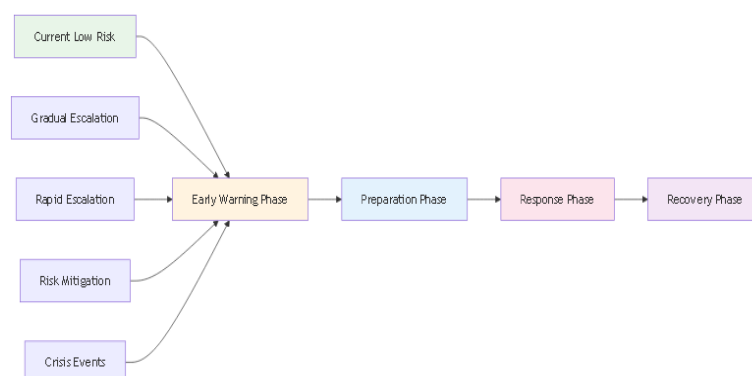 Current Low Risk
Gradual Escalation
Rapid Escalation
Early Warning Phase
Preparation Phase
Response Phase
Recovery Phase
Risk Mitigation
Crisis Events